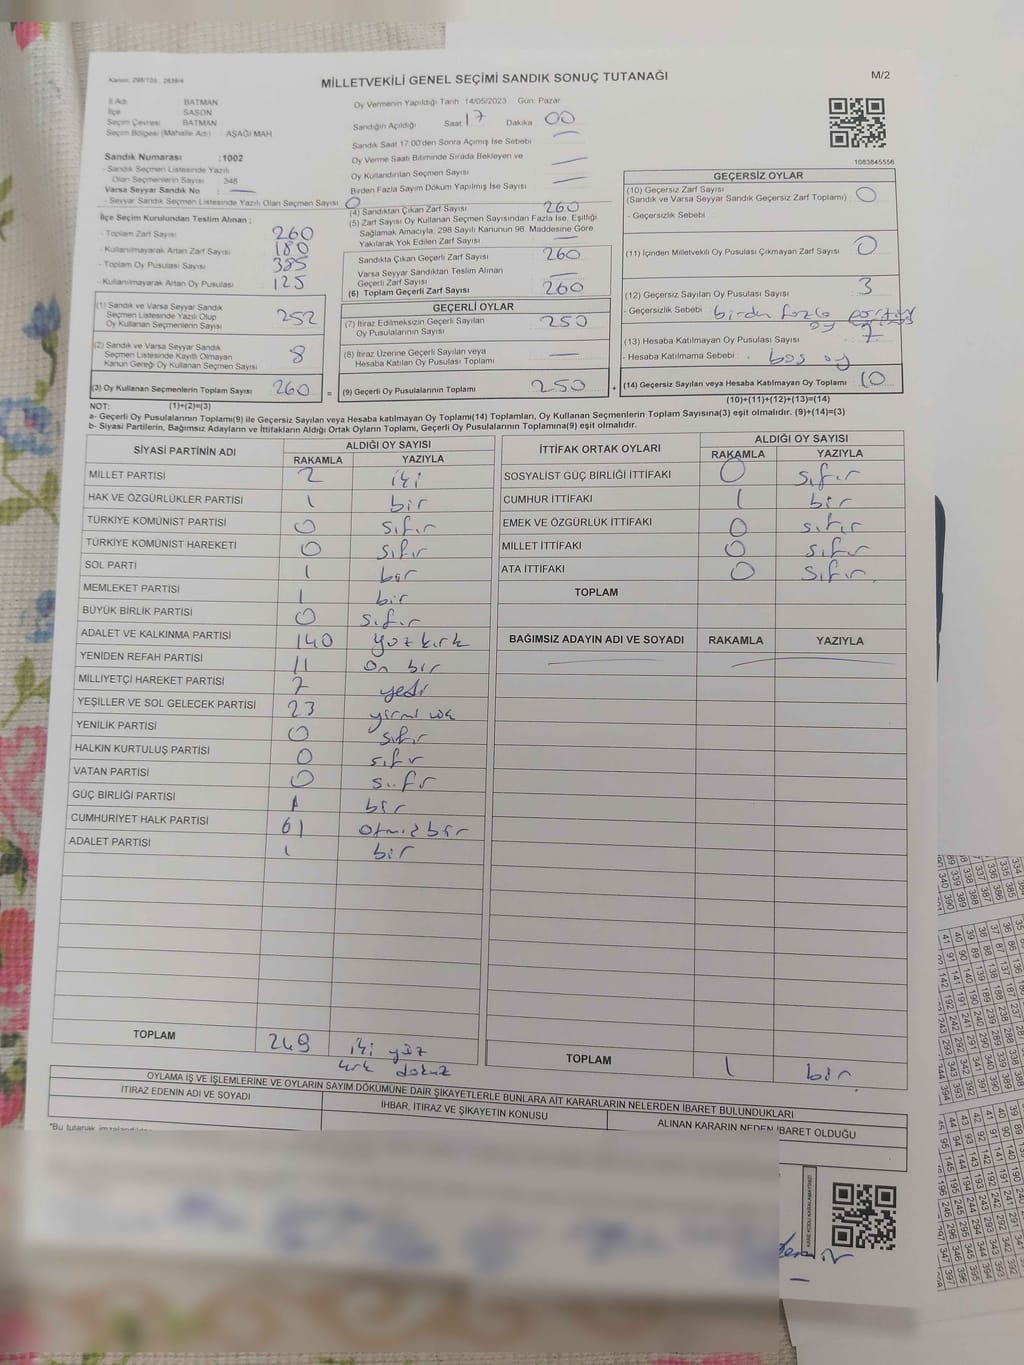 Kanun: 298/105, 2839/4
MİLLETVEKİLİ GENEL SEÇİMİ SANDIK SONUÇ TUTANAĞI
M/2
İl Adı BATMAN
İlçe SASON
Seçim Çevresi BATMAN
Seçim Bölgesi (Mahalle Adı) : AŞAĞI MAH
Sandık Numarası :1002
- Sandık Seçmen Listesinde Yazılı
Olan Seçmenlerin Sayısı : 348
Varsa Seyyar Sandık No —
- Seyyar Sandık Seçmen Listesinde Yazılı Olan Seçmen Sayısı 0
İlçe Seçim Kurulundan Teslim Alınan ;
- Toplam Zarf Sayısı 260
- Kullanılmayarak Artan Zarf Sayısı 180
- Toplam Oy Pusulası Sayısı 385
- Kullanılmayarak Artan Oy Pusulası 125
(1) Sandık ve Varsa Seyyar Sandık
Seçmen Listesinde Yazılı Olup
Oy Kullanan Seçmenlerin Sayısı 252
(2) Sandık ve Varsa Seyyar Sandık
Seçmen Listesinde Kayıtlı Olmayan
Kanun Gereği Oy Kullanan Seçmen Sayısı 8
(3) Oy Kullanan Seçmenlerin Toplam Sayısı 260 =
Oy Vermenin Yapıldığı Tarih 14/05/2023 Gün: Pazar
Sandığın Açıldığı Saat 17 Dakika 00
Sandık Saat 17:00'den Sonra Açımış İse Sebebi —
Oy Verme Saati Bitiminde Sırada Bekleyen ve
Oy Kullandırılan Seçmen Sayısı —
Birden Fazla Sayım Döküm Yapılmış İse Sayısı —
(4) Sandıktan Çıkan Zarf Sayısı 260
(5) Zarf Sayısı Oy Kullanan Seçmen Sayısından Fazla İse, Eşitliği
Sağlamak Amacıyla, 298 Sayılı Kanunun 98. Maddesine Göre
Yakılarak Yok Edilen Zarf Sayısı —
Sandıkta Çıkan Geçerli Zarf Sayısı 260
Varsa Seyyar Sandıktan Teslim Alınan
Geçerli Zarf Sayısı —
(6) Toplam Geçerli Zarf Sayısı 260
GEÇERLİ OYLAR
(7) İtiraz Edilmeksizin Geçerli Sayılan
Oy Pusulalarının Sayısı 250
(8) İtiraz Üzerine Geçerli Sayılan veya
Hesaba Katılan Oy Pusulası Toplamı —
(9) Geçerli Oy Pusulalarının Toplamı 250 +
1083845556
GEÇERSİZ OYLAR
(10) Geçersiz Zarf Sayısı
(Sandık ve Varsa Seyyar Sandık Geçersiz Zarf Toplamı) 0
- Geçersizlik Sebebi
(11) İçinden Milletvekili Oy Pusulası Çıkmayan Zarf Sayısı 0
(12) Geçersiz Sayılan Oy Pusulası Sayısı 3
- Geçersizlik Sebebi : birden fazla
oy
(13) Hesaba Katılmayan Oy Pusulası Sayısı 7
- Hesaba Katılmama Sebebi : boş oy
(14) Geçersiz Sayılan veya Hesaba Katılmayan Oy Toplamı 10
(10)+(11)+(12)+(13)=(14)
NOT: (1)+(2)=(3)
a- Geçerli Oy Pusulalarının Toplamı(9) ile Geçersiz Sayılan veya Hesaba katılmayan Oy Toplamı(14) Toplamları, Oy Kullanan Seçmenlerin Toplam Sayısına(3) eşit olmalıdır. (9)+(14)=(3)
b- Siyasi Partilerin, Bağımsız Adayların ve İttifakların Aldığı Ortak Oyların Toplamı, Geçerli Oy Pusulalarının Toplamına(9) eşit olmalıdır.
SİYASİ PARTİNİN ADI ALDIĞI OY SAYISI
RAKAMLA YAZIYLA
MİLLET PARTİSİ 2 iki
HAK VE ÖZGÜRLÜKLER PARTİSİ 1 bir
TÜRKİYE KOMÜNİST PARTİSİ 0 sıfır
TÜRKİYE KOMÜNİST HAREKETİ 0 sıfır
SOL PARTİ 1 bir
MEMLEKET PARTİSİ 1 bir
BÜYÜK BİRLİK PARTİSİ 0 sıfır
ADALET VE KALKINMA PARTİSİ 140 yüz kırk
YENİDEN REFAH PARTİSİ 11 on bir
MİLLİYETÇİ HAREKET PARTİSİ 7 yedi
YEŞİLLER VE SOL GELECEK PARTİSİ 23 yirmi üç
YENİLİK PARTİSİ 0 sıfır
HALKIN KURTULUŞ PARTİSİ 0 sıfır
VATAN PARTİSİ 0 sıfır
GÜÇ BİRLİĞİ PARTİSİ 1 bir
CUMHURİYET HALK PARTİSİ 61 atmış bir
ADALET PARTİSİ 1 bir
TOPLAM 249 iki yüz
kırk dokuz
İTTİFAK ORTAK OYLARI ALDIĞI OY SAYISI
RAKAMLA YAZIYLA
SOSYALİST GÜÇ BİRLİĞİ İTTİFAKI 0 sıfır
CUMHUR İTTİFAKI 1 bir
EMEK VE ÖZGÜRLÜK İTTİFAKI 0 sıfır
MİLLET İTTİFAKI 0 sıfır
ATA İTTİFAKI 0 sıfır
TOPLAM
BAĞIMSIZ ADAYIN ADI VE SOYADI RAKAMLA YAZIYLA
TOPLAM 1 bir
OYLAMA İŞ VE İŞLEMLERİNE VE OYLARIN SAYIM DÖKÜMÜNE DAİR ŞİKAYETLERLE BUNLARA AİT KARARLARIN NELERDEN İBARET BULUNDUKLARI
İTİRAZ EDENİN ADI VE SOYADI
İHBAR, İTİRAZ VE ŞİKAYETİN KONUSU
ALINAN KARARIN NEDEN İBARET OLDUĞU
"Bu tutanak